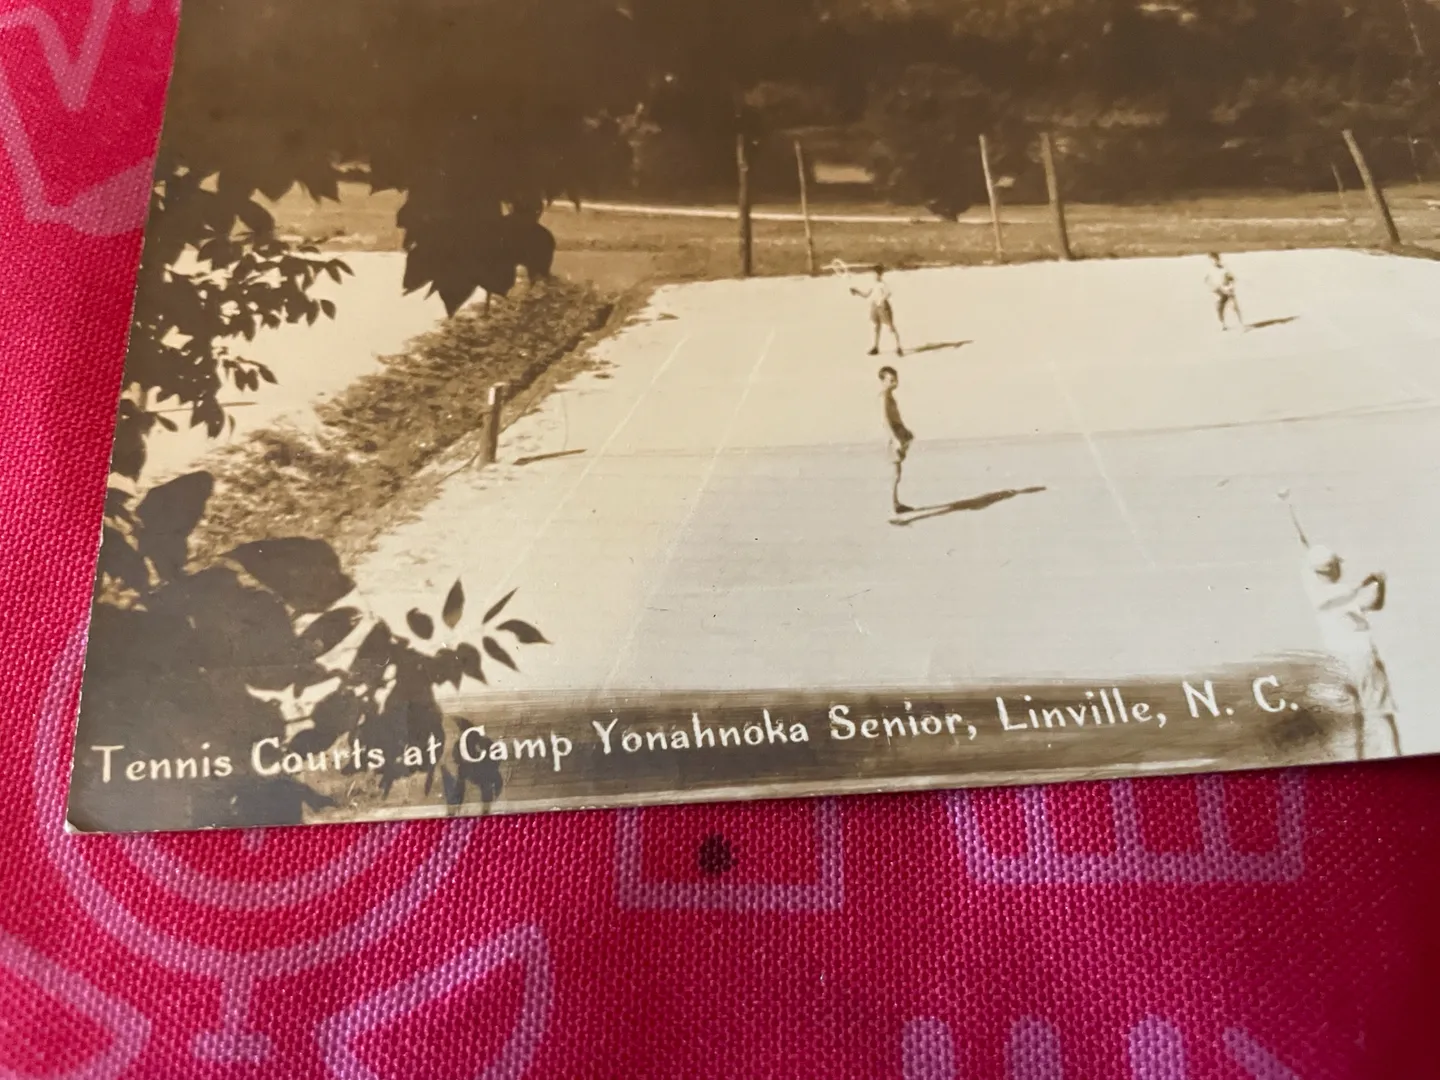 Tennis Courts at Camp Yonahnoka Senior, Linville, N. C.